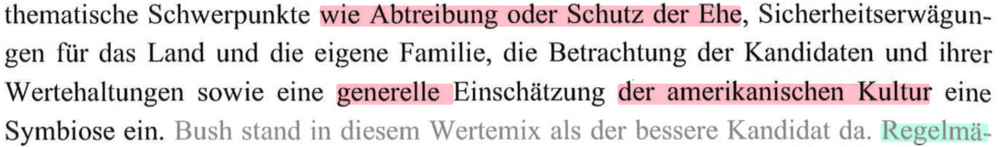 thematische Schwerpunkte wie Abtreibung oder Schutz der Ehe, Sicherheitserwägun-
gen für das Land und die eigene Familie, die Betrachtung der Kandidaten und ihrer
Wertehaltungen sowie eine generelle Einschätzung der amerikanischen Kultur eine
Symbiose ein. Bush stand in diesem Wertemix als der bessere Kandidat da. Regelmä-